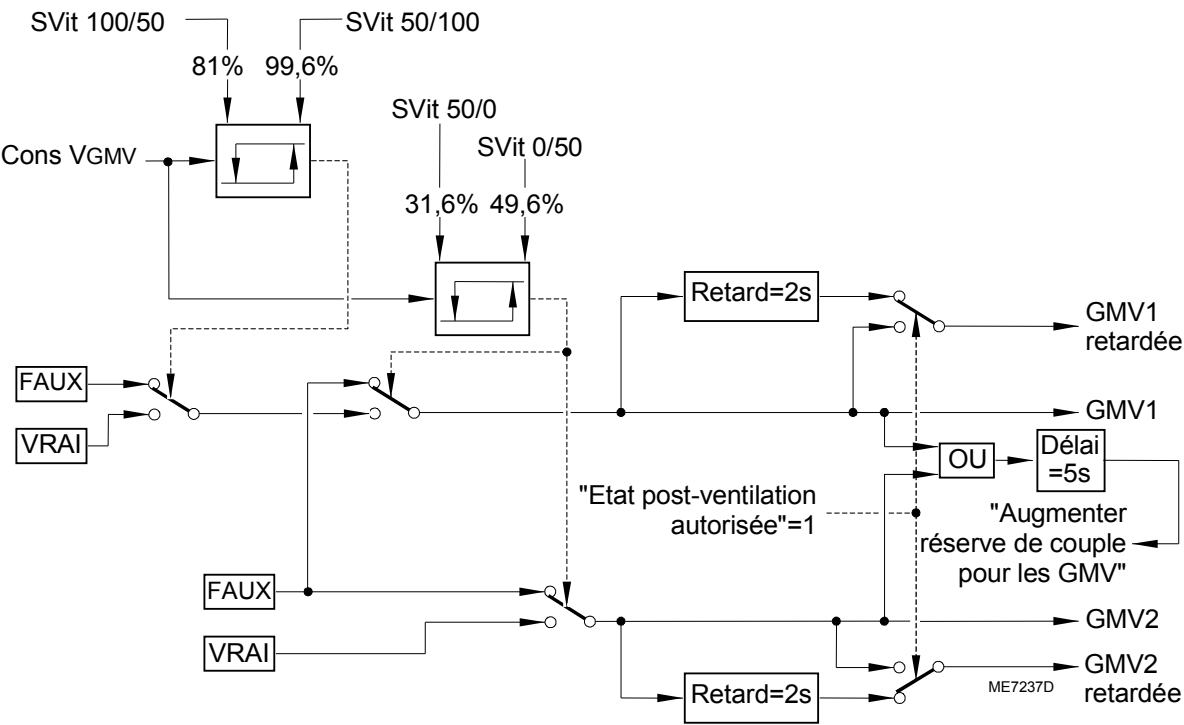 SVit 100/50
SVit 50/100
81%
99,6%
SVit 50/0
Cons VGMV
SVit 0/50
31,6%
49,6%
Retard=2s
GMV1
retardée
FAUX
VRAI
GMV1
OU
Délai
=5s
"Etat post-ventilation
autorisée"=1
"Augmenter
réserve de couple
pour les GMV"
FAUX
GMV2
VRAI
Retard=2s
ME7237D
GMV2
retardée